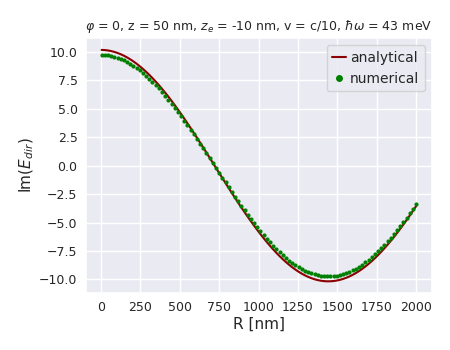 φ = 0, z = 50 nm, z_e = -10 nm, v = c/10, ℏω = 43 meV
analytical
numerical
Im(E_dir)
10.0
7.5
5.0
2.5
0.0
−2.5
−5.0
−7.5
−10.0
0 250 500 750 1000 1250 1500 1750 2000
R [nm]